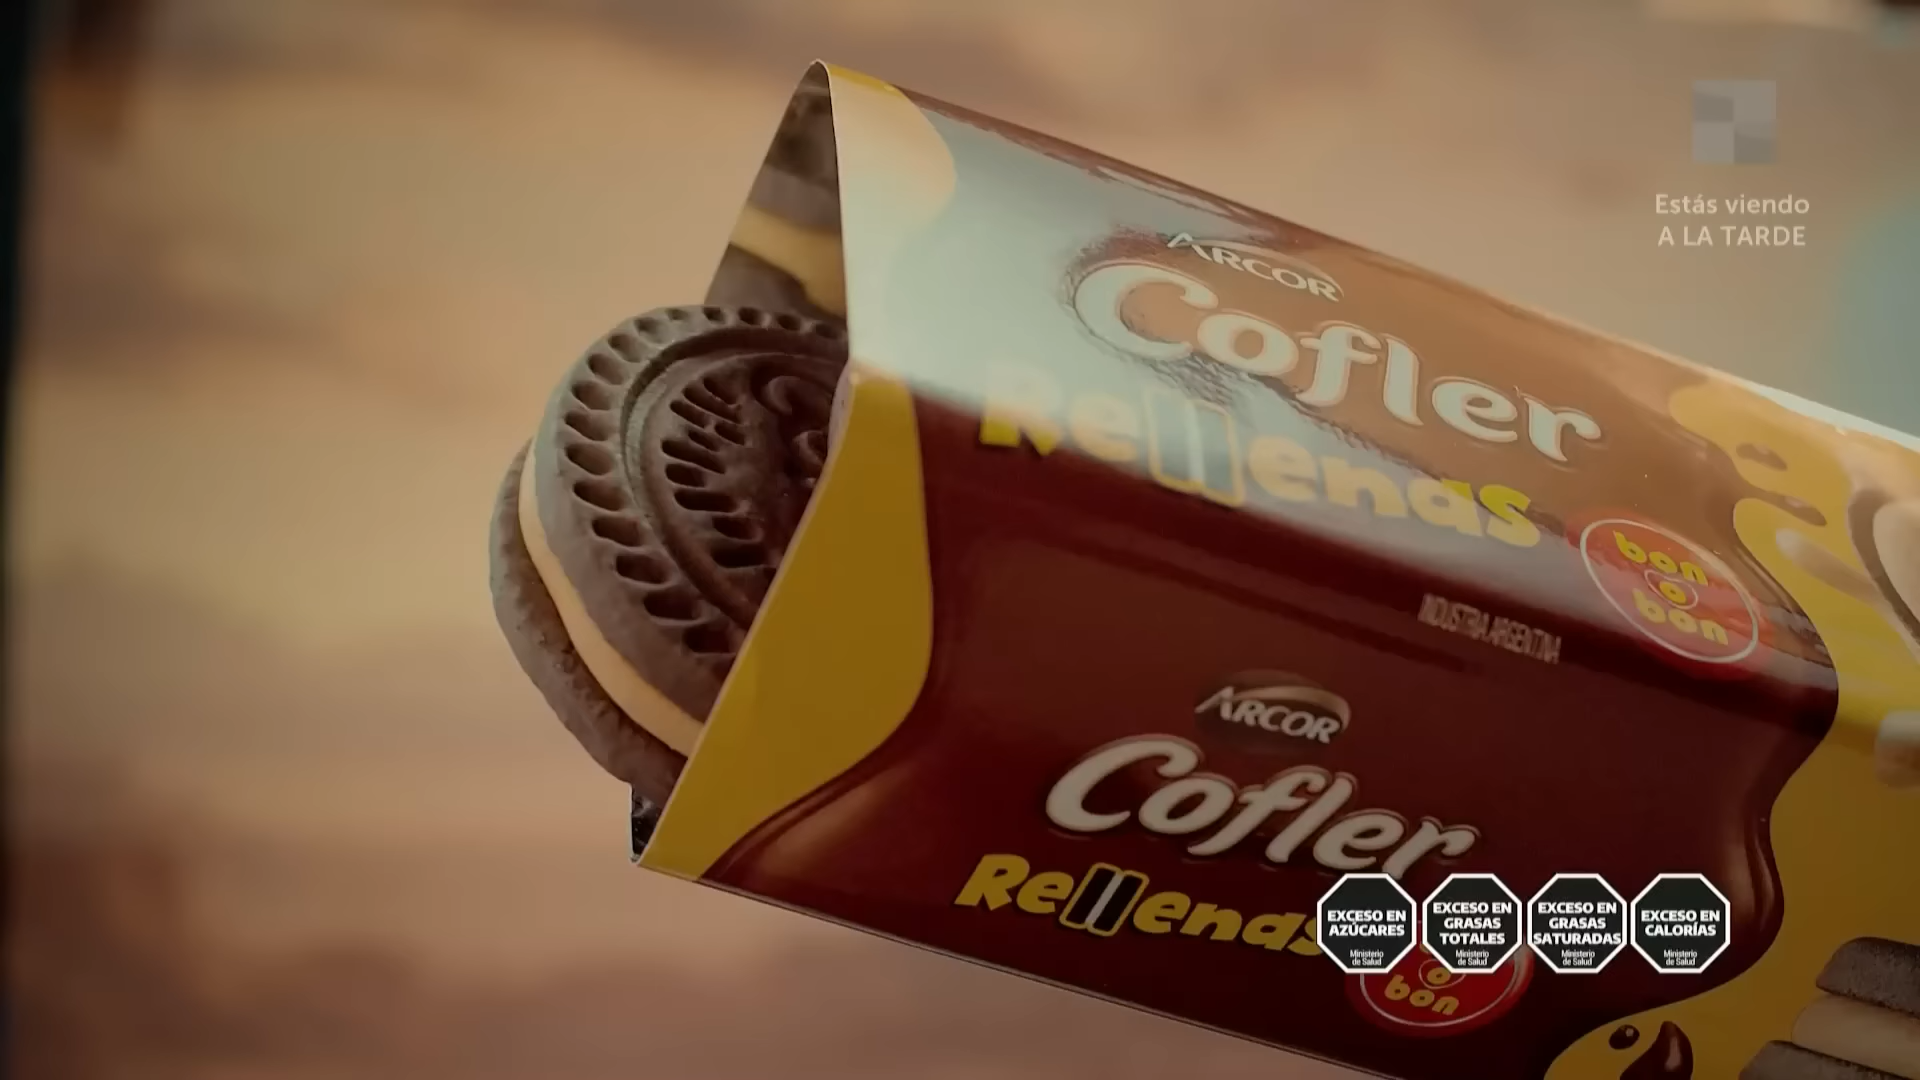 Estás viendo
A LA TARDE
ARCOR
Cofler
Rellenas
bon
o
bon
INDUSTRIA ARGENTINA
ARCOR
Cofler
Rellenas
o
bon
EXCESO EN
AZÚCARES
Ministerio
de Salud
EXCESO EN
GRASAS
TOTALES
Ministerio
de Salud
EXCESO EN
GRASAS
SATURADAS
Ministerio
de Salud
EXCESO EN
CALORÍAS
Ministerio
de Salud